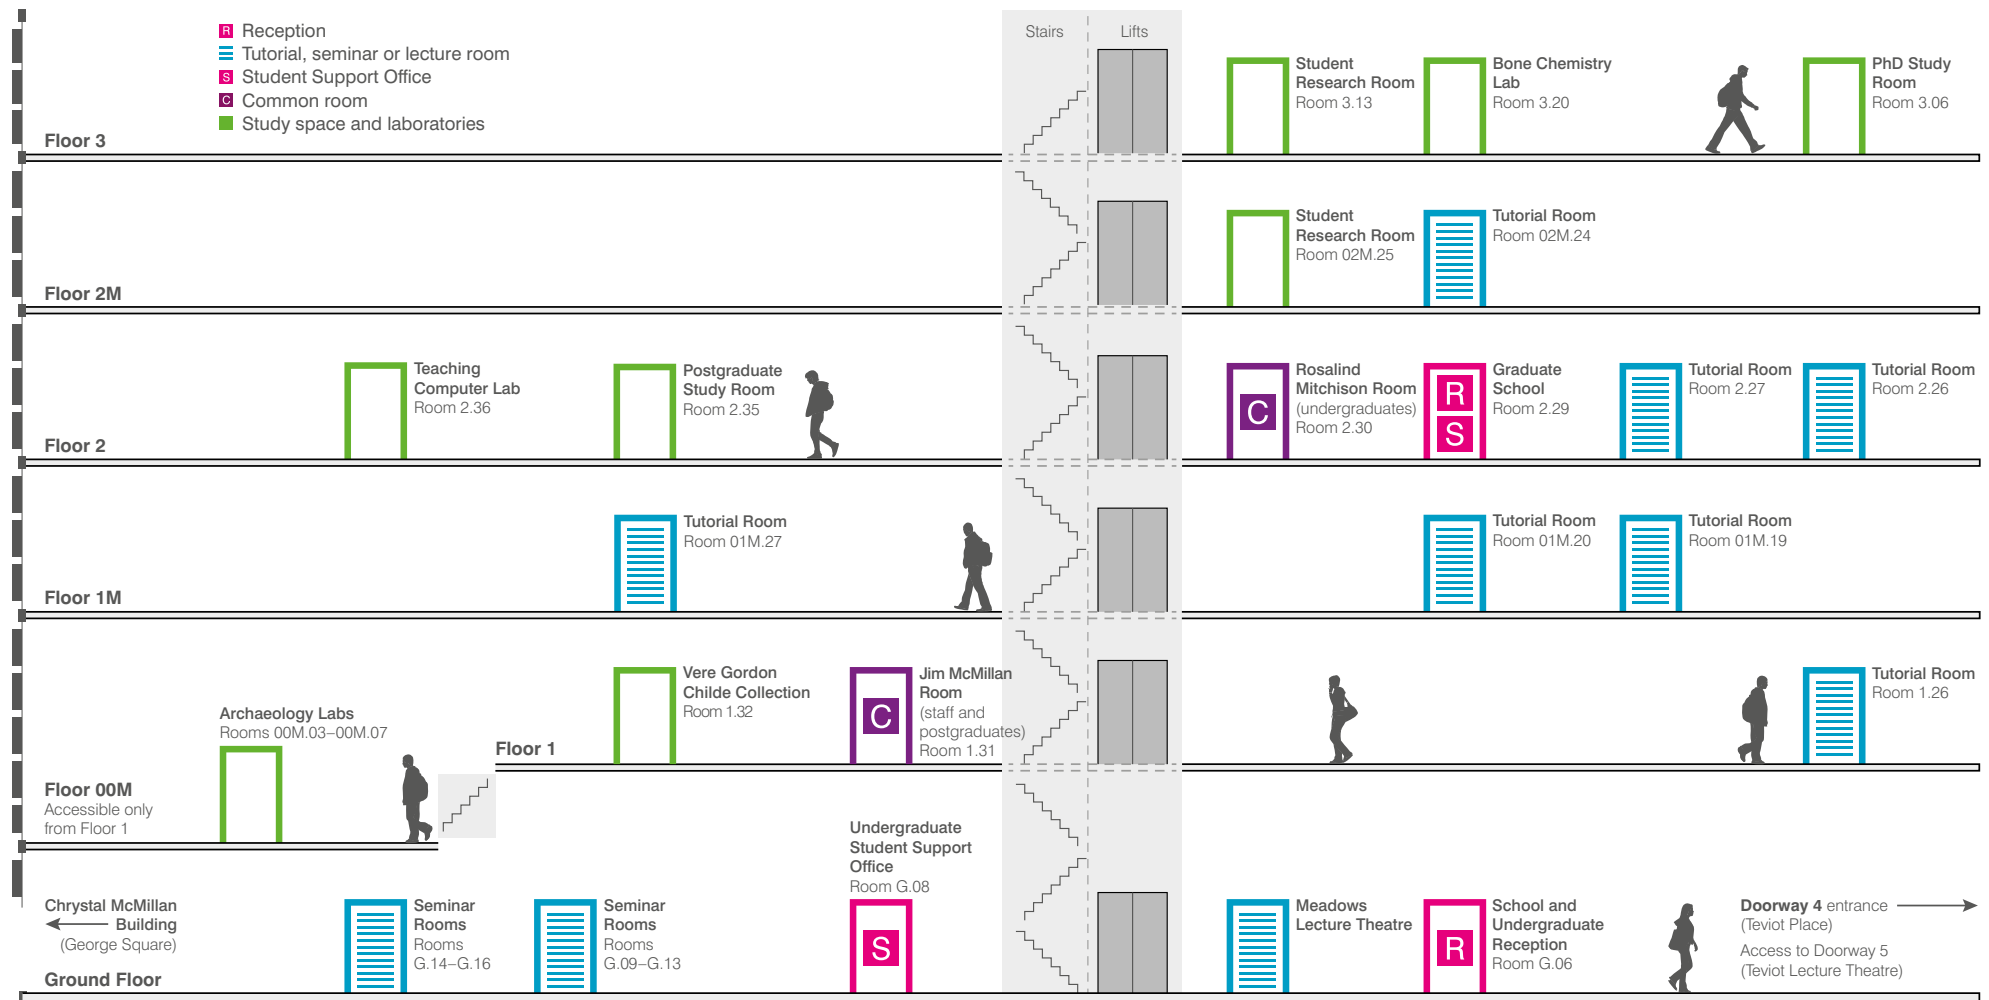 R Reception
Tutorial, seminar or lecture room
S Student Support Office
C Common room
Study space and laboratories
Stairs
Lifts
Floor 3
Student
Research Room
Room 3.13
Bone Chemistry
Lab
Room 3.20
PhD Study
Room
Room 3.06
Floor 2M
Student
Research Room
Room 02M.25
Tutorial Room
Room 02M.24
Floor 2
Teaching
Computer Lab
Room 2.36
Postgraduate
Study Room
Room 2.35
C
Rosalind
Mitchison Room
(undergraduates)
Room 2.30
R
S
Graduate
School
Room 2.29
Tutorial Room
Room 2.27
Tutorial Room
Room 2.26
Floor 1M
Tutorial Room
Room 01M.27
Tutorial Room
Room 01M.20
Tutorial Room
Room 01M.19
Floor 1
Vere Gordon
Childe Collection
Room 1.32
C
Jim McMillan
Room
(staff and
postgraduates)
Room 1.31
Tutorial Room
Room 1.26
Archaeology Labs
Rooms 00M.03–00M.07
Floor 00M
Accessible only
from Floor 1
Chrystal McMillan
Building
(George Square)
Ground Floor
Seminar
Rooms
Rooms
G.14–G.16
Seminar
Rooms
Rooms
G.09–G.13
Undergraduate
Student Support
Office
Room G.08
S
Meadows
Lecture Theatre
R
School and
Undergraduate
Reception
Room G.06
Doorway 4 entrance
(Teviot Place)
Access to Doorway 5
(Teviot Lecture Theatre)